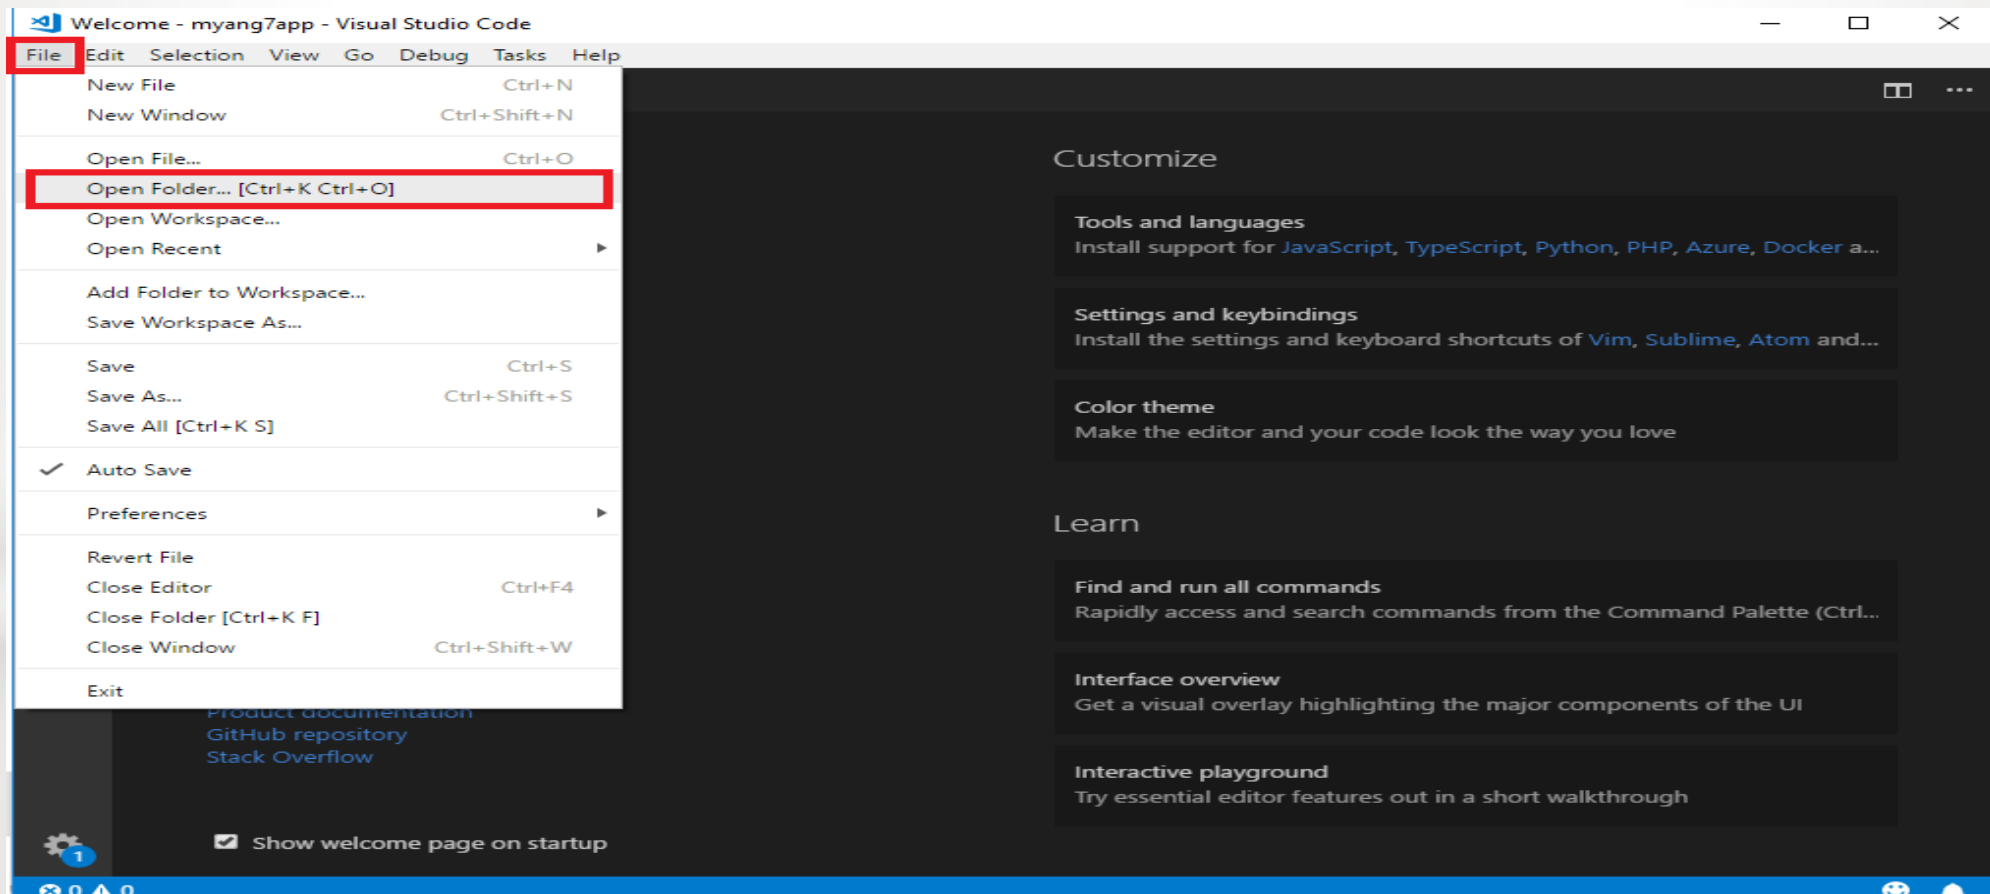 Welcome - myang7app - Visual Studio Code
File Edit Selection View Go Debug Tasks Help
New File Ctrl+N
New Window Ctrl+Shift+N
Open File... Ctrl+O
Open Folder... [Ctrl+K Ctrl+O]
Open Workspace...
Open Recent
Add Folder to Workspace...
Save Workspace As...
Save Ctrl+S
Save As... Ctrl+Shift+S
Save All [Ctrl+K S]
Auto Save
Preferences
Revert File
Close Editor Ctrl+F4
Close Folder [Ctrl+K F]
Close Window Ctrl+Shift+W
Exit
Product documentation
GitHub repository
Stack Overflow
Show welcome page on startup
Customize
Tools and languages
Install support for JavaScript, TypeScript, Python, PHP, Azure, Docker a...
Settings and keybindings
Install the settings and keyboard shortcuts of Vim, Sublime, Atom and...
Color theme
Make the editor and your code look the way you love
Learn
Find and run all commands
Rapidly access and search commands from the Command Palette (Ctrl...
Interface overview
Get a visual overlay highlighting the major components of the UI
Interactive playground
Try essential editor features out in a short walkthrough
1
0 0